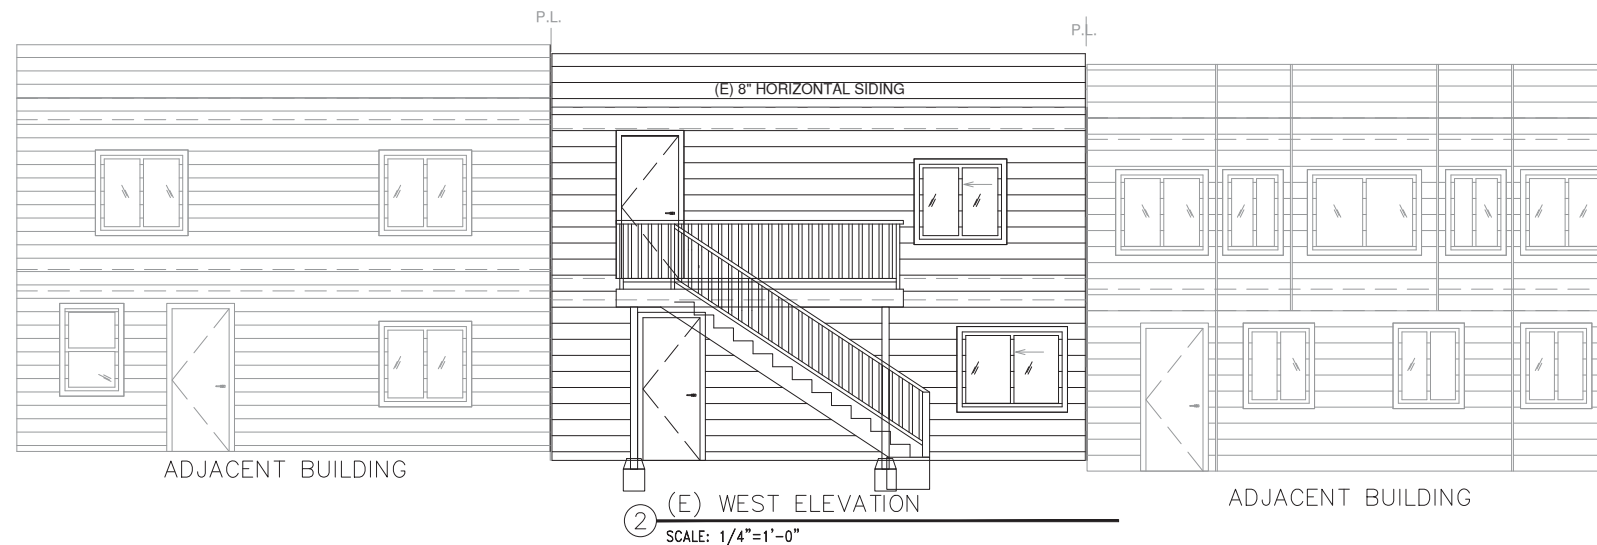 P.L.
P.L.
(E) 8" HORIZONTAL SIDING
ADJACENT BUILDING
ADJACENT BUILDING
2
(E) WEST ELEVATION
SCALE: 1/4"=1'-0"